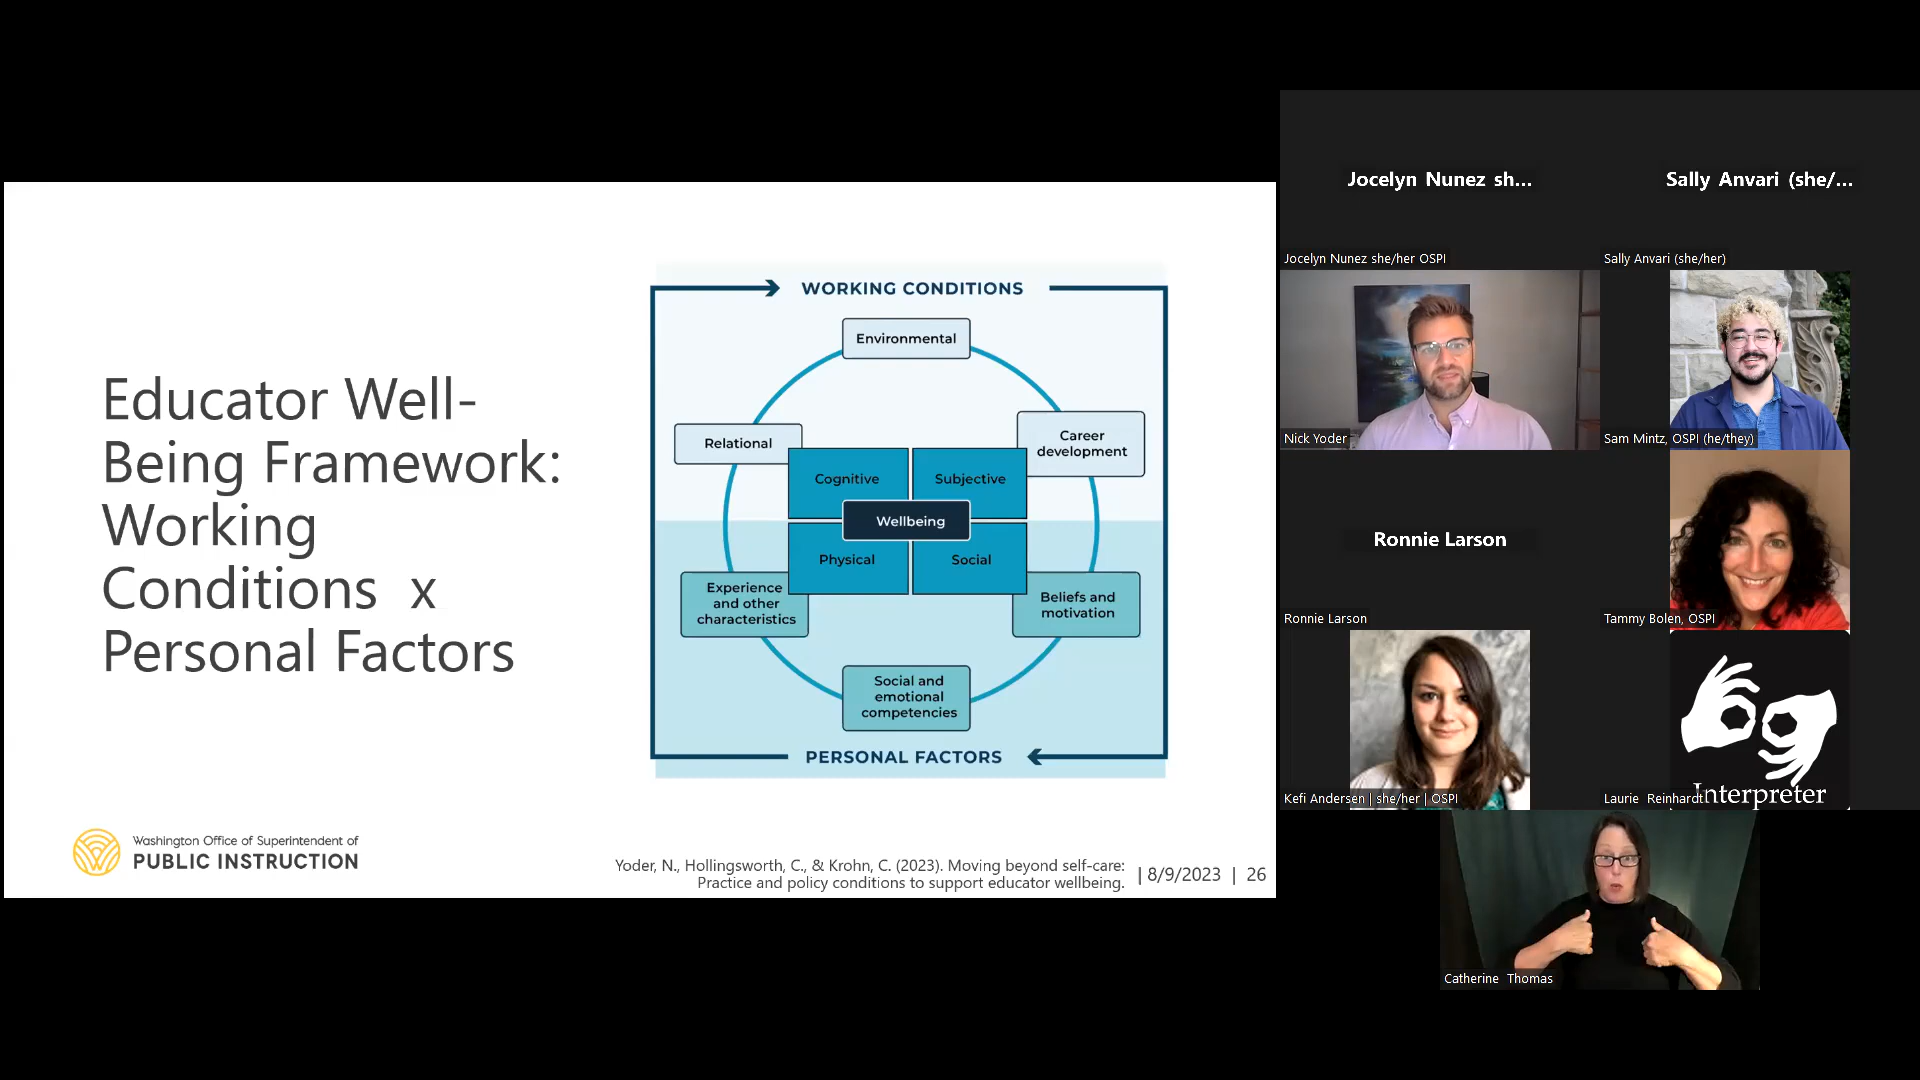 Educator Well-
Being Framework:
Working
Conditions x
Personal Factors
WORKING CONDITIONS
Environmental
Relational
Career
development
Cognitive
Subjective
Wellbeing
Physical
Social
Experience
and other
characteristics
Beliefs and
motivation
Social and
emotional
competencies
PERSONAL FACTORS
Washington Office of Superintendent of
PUBLIC INSTRUCTION
Yoder, N., Hollingsworth, C., & Krohn, C. (2023). Moving beyond self-care:
Practice and policy conditions to support educator wellbeing.
| 8/9/2023 | 26
Jocelyn Nunez sh...
Jocelyn Nunez she/her OSPI
Sally Anvari (she/...
Sally Anvari (she/her)
Nick Yoder
Sam Mintz, OSPI (he/they)
Ronnie Larson
Ronnie Larson
Tammy Bolen, OSPI
Kefi Andersen | she/her | OSPI
Interpreter
Laurie Reinhardt
Catherine Thomas